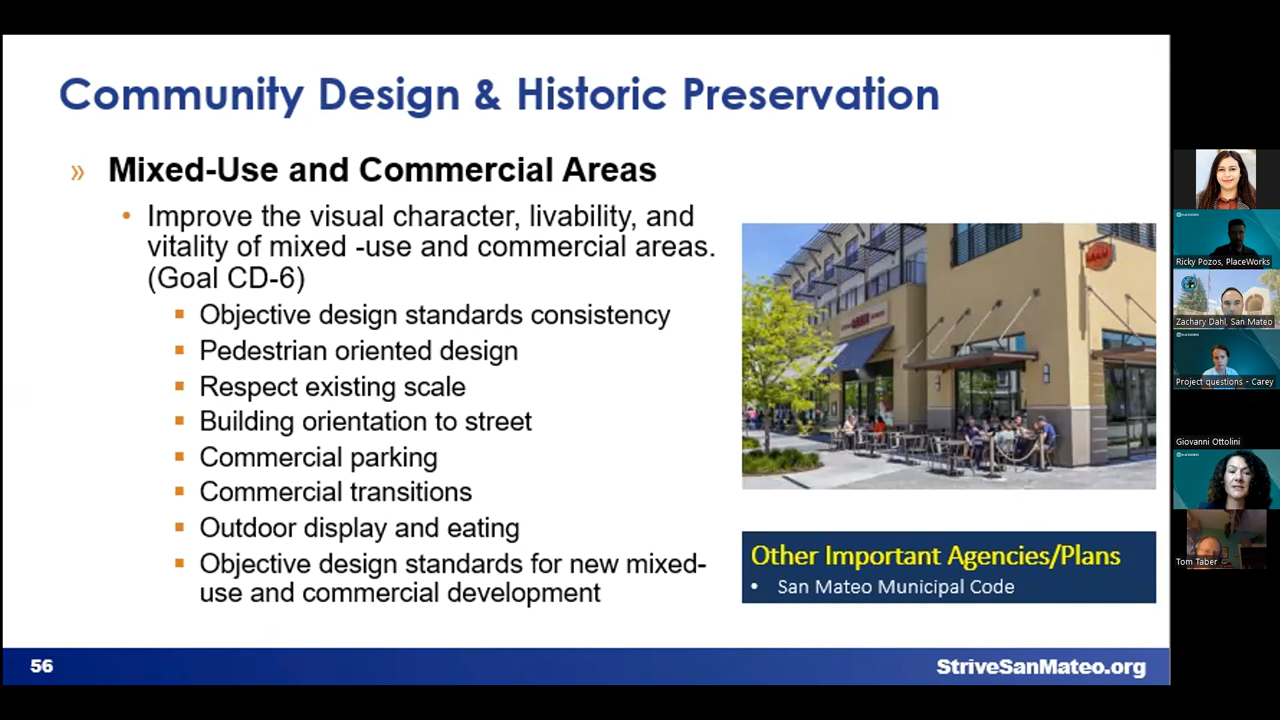 Community Design & Historic Preservation
» Mixed-Use and Commercial Areas
• Improve the visual character, livability, and
vitality of mixed -use and commercial areas.
(Goal CD-6)
▪ Objective design standards consistency
▪ Pedestrian oriented design
▪ Respect existing scale
▪ Building orientation to street
▪ Commercial parking
▪ Commercial transitions
▪ Outdoor display and eating
▪ Objective design standards for new mixed-
use and commercial development
Other Important Agencies/Plans
• San Mateo Municipal Code
56
StriveSanMateo.org
Ricky Pozos, PlaceWorks
Zachary Dahl, San Mateo
Project questions - Carey
Giovanni Ottolini
Tom Taber